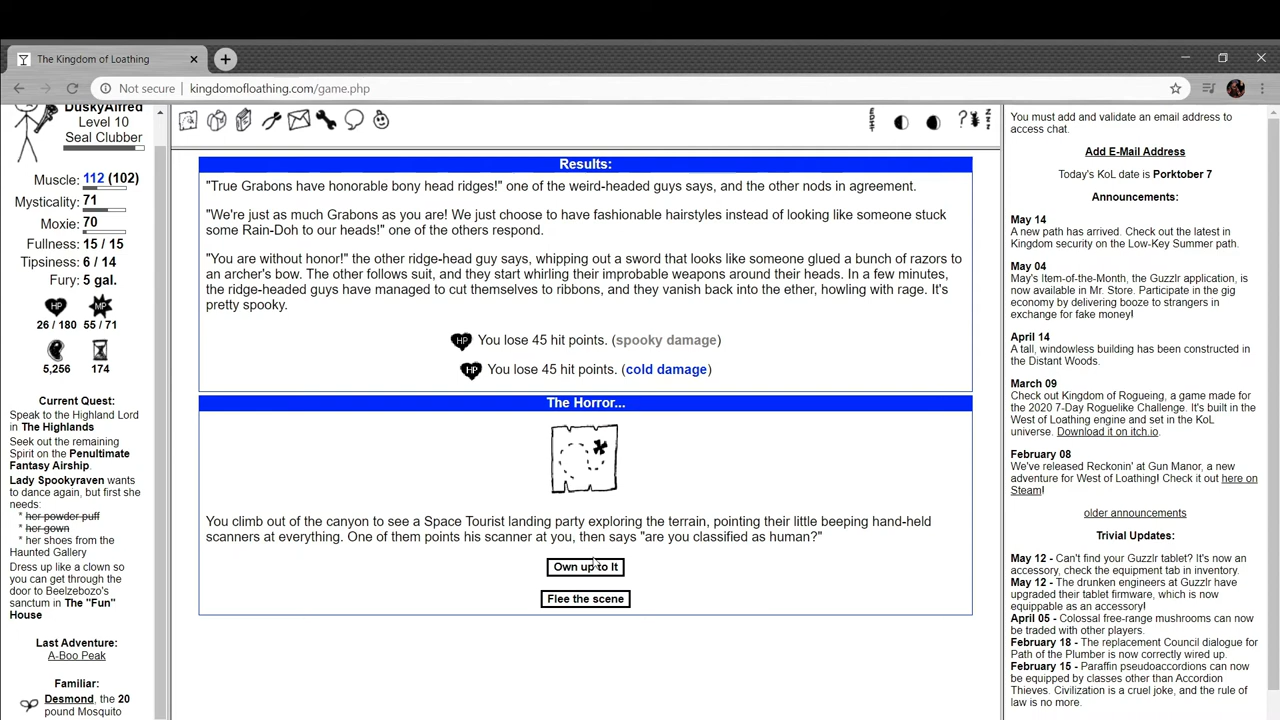 The Kingdom of Loathing
Not secure
kingdomofloathing.com/game.php
DuskyAlfred
Level 10
Seal Clubber
Muscle: 112 (102)
Mysticality: 71
Moxie: 70
Fullness: 15 / 15
Tipsiness: 6 / 14
Fury: 5 gal.
HP
MP
26 / 180 55 / 71
5,256 174
Current Quest:
Speak to the Highland Lord
in The Highlands
Seek out the remaining
Spirit on the Penultimate
Fantasy Airship.
Lady Spookyraven wants
to dance again, but first she
needs:
* her powder puff
* her gown
* her shoes from the
Haunted Gallery
Dress up like a clown so
you can get through the
door to Beelzebozo's
sanctum in The "Fun"
House
Last Adventure:
A-Boo Peak
Familiar:
Desmond, the 20
pound Mosquito
EDIT
?
Z z z
Results:
"True Grabons have honorable bony head ridges!" one of the weird-headed guys says, and the other nods in agreement.
"We're just as much Grabons as you are! We just choose to have fashionable hairstyles instead of looking like someone stuck
some Rain-Doh to our heads!" one of the others respond.
"You are without honor!" the other ridge-head guy says, whipping out a sword that looks like someone glued a bunch of razors to
an archer's bow. The other follows suit, and they start whirling their improbable weapons around their heads. In a few minutes,
the ridge-headed guys have managed to cut themselves to ribbons, and they vanish back into the ether, howling with rage. It's
pretty spooky.
HP You lose 45 hit points. (spooky damage)
HP You lose 45 hit points. (cold damage)
The Horror...
You climb out of the canyon to see a Space Tourist landing party exploring the terrain, pointing their little beeping hand-held
scanners at everything. One of them points his scanner at you, then says "are you classified as human?"
Own up to It
Flee the scene
You must add and validate an email address to
access chat.
Add E-Mail Address
Today's KoL date is Porktober 7
Announcements:
May 14
A new path has arrived. Check out the latest in
Kingdom security on the Low-Key Summer path.
May 04
May's Item-of-the-Month, the Guzzlr application, is
now available in Mr. Store. Participate in the gig
economy by delivering booze to strangers in
exchange for fake money!
April 14
A tall, windowless building has been constructed in
the Distant Woods.
March 09
Check out Kingdom of Rogueing, a game made for
the 2020 7-Day Roguelike Challenge. It's built in the
West of Loathing engine and set in the KoL
universe. Download it on itch.io.
February 08
We've released Reckonin' at Gun Manor, a new
adventure for West of Loathing! Check it out here on
Steam!
older announcements
Trivial Updates:
May 12 - Can't find your Guzzlr tablet? It's now an
accessory, check the equipment tab in inventory.
May 12 - The drunken engineers at Guzzlr have
upgraded their tablet firmware, which is now
equippable as an accessory!
April 05 - Colossal free-range mushrooms can now
be traded with other players.
February 18 - The replacement Council dialogue for
Path of the Plumber is now correctly wired up.
February 15 - Paraffin pseudoaccordions can now
be equipped by classes other than Accordion
Thieves. Civilization is a cruel joke, and the rule of
law is no more.